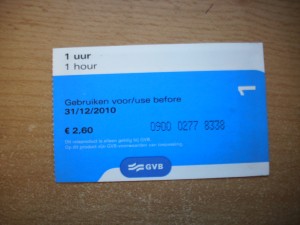 1 uur
1 hour
1
Gebruiken voor/use before
31/12/2010
€ 2,60
0900 0277 8338
GVB